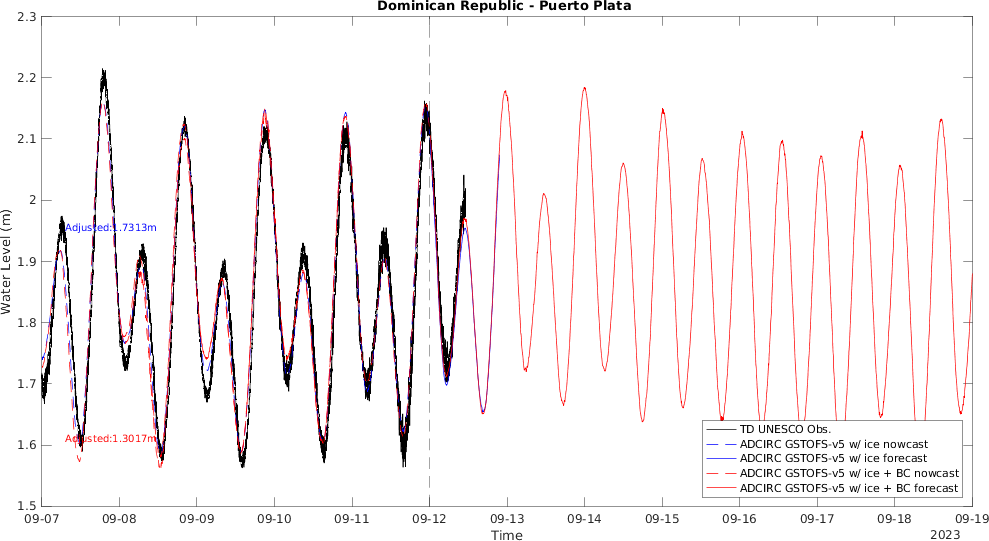 Dominican Republic - Puerto Plata
2.3
2.2
2.1
2
1.9
1.8
1.7
1.6
1.5
Water Level (m)
Adjusted:1.7313m
Adjusted:1.3017m
TD UNESCO Obs.
ADCIRC GSTOFS-v5 w/ ice nowcast
ADCIRC GSTOFS-v5 w/ ice forecast
ADCIRC GSTOFS-v5 w/ ice + BC nowcast
ADCIRC GSTOFS-v5 w/ ice + BC forecast
09-07 09-08 09-09 09-10 09-11 09-12 09-13 09-14 09-15 09-16 09-17 09-18 09-19
Time
2023